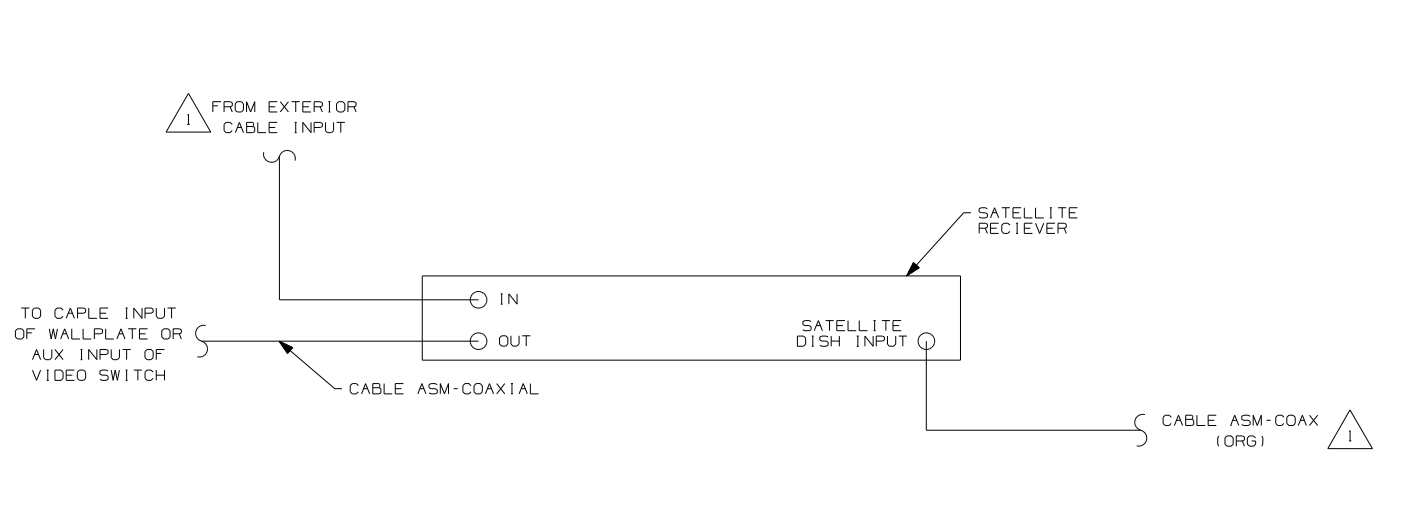 1
FROM EXTERIOR
CABLE INPUT
SATELLITE
RECIEVER
IN
TO CAPLE INPUT
OF WALLPLATE OR
AUX INPUT OF
VIDEO SWITCH
OUT
SATELLITE
DISH INPUT
CABLE ASM-COAXIAL
CABLE ASM-COAX
(ORG)
1